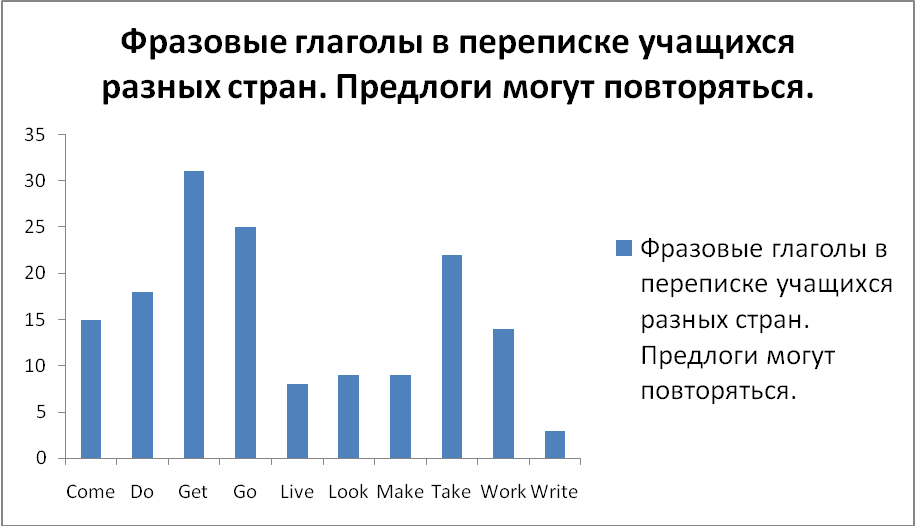 Фразовые глаголы в переписке учащихся
разных стран. Предлоги могут повторяться.
35
30
25
20
15
10
5
0
Come Do Get Go Live Look Make Take Work Write
Фразовые глаголы в
переписке учащихся
разных стран.
Предлоги могут
повторяться.